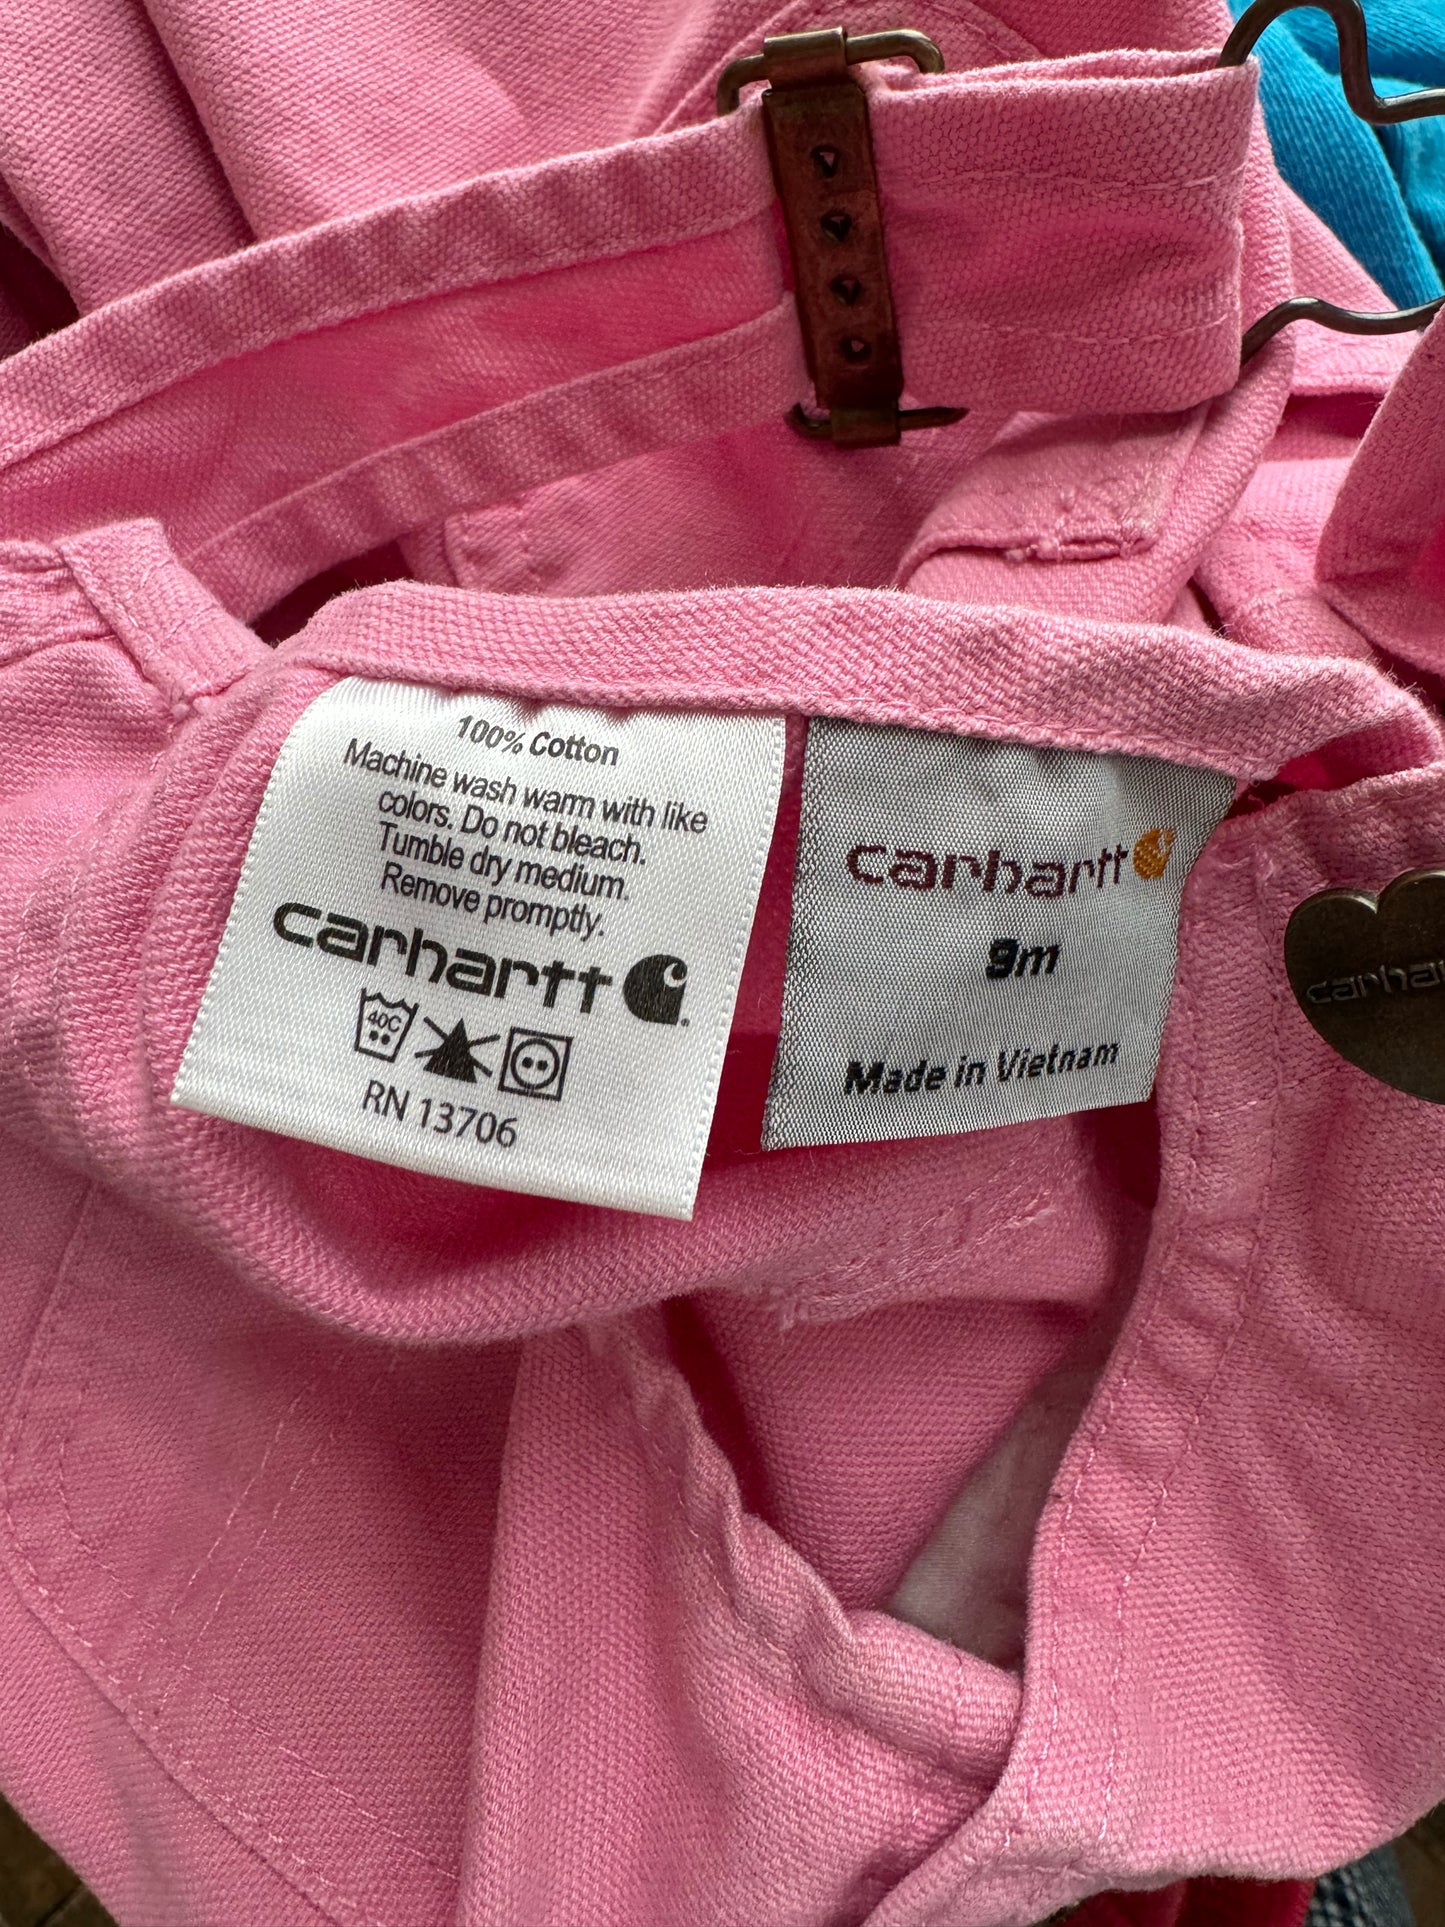 100% Cotton
Machine wash warm with like
colors. Do not bleach.
Tumble dry medium.
Remove promptly.
carhartt
40C
RN 13706
carhartt
9m
Made in Vietnam